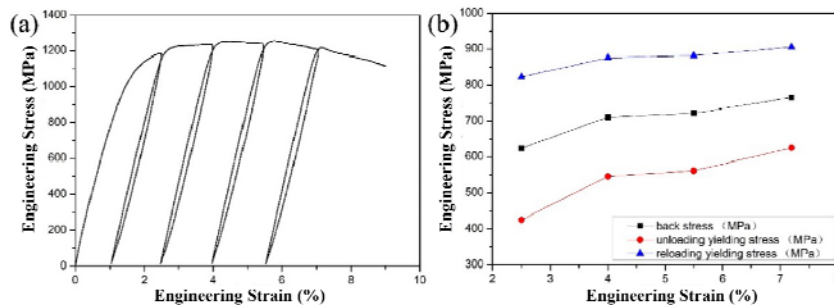 (a)
Engineering Stress (MPa)
1400
1200
1000
800
600
400
200
0
0 2 4 6 8 10
Engineering Strain (%)
(b)
Engineering Stress (MPa)
1000
900
800
700
600
500
400
300
2 3 4 5 6 7
back stress （MPa）
unloading yielding stress （MPa）
reloading yielding stress （MPa）
Engineering Strain (%)